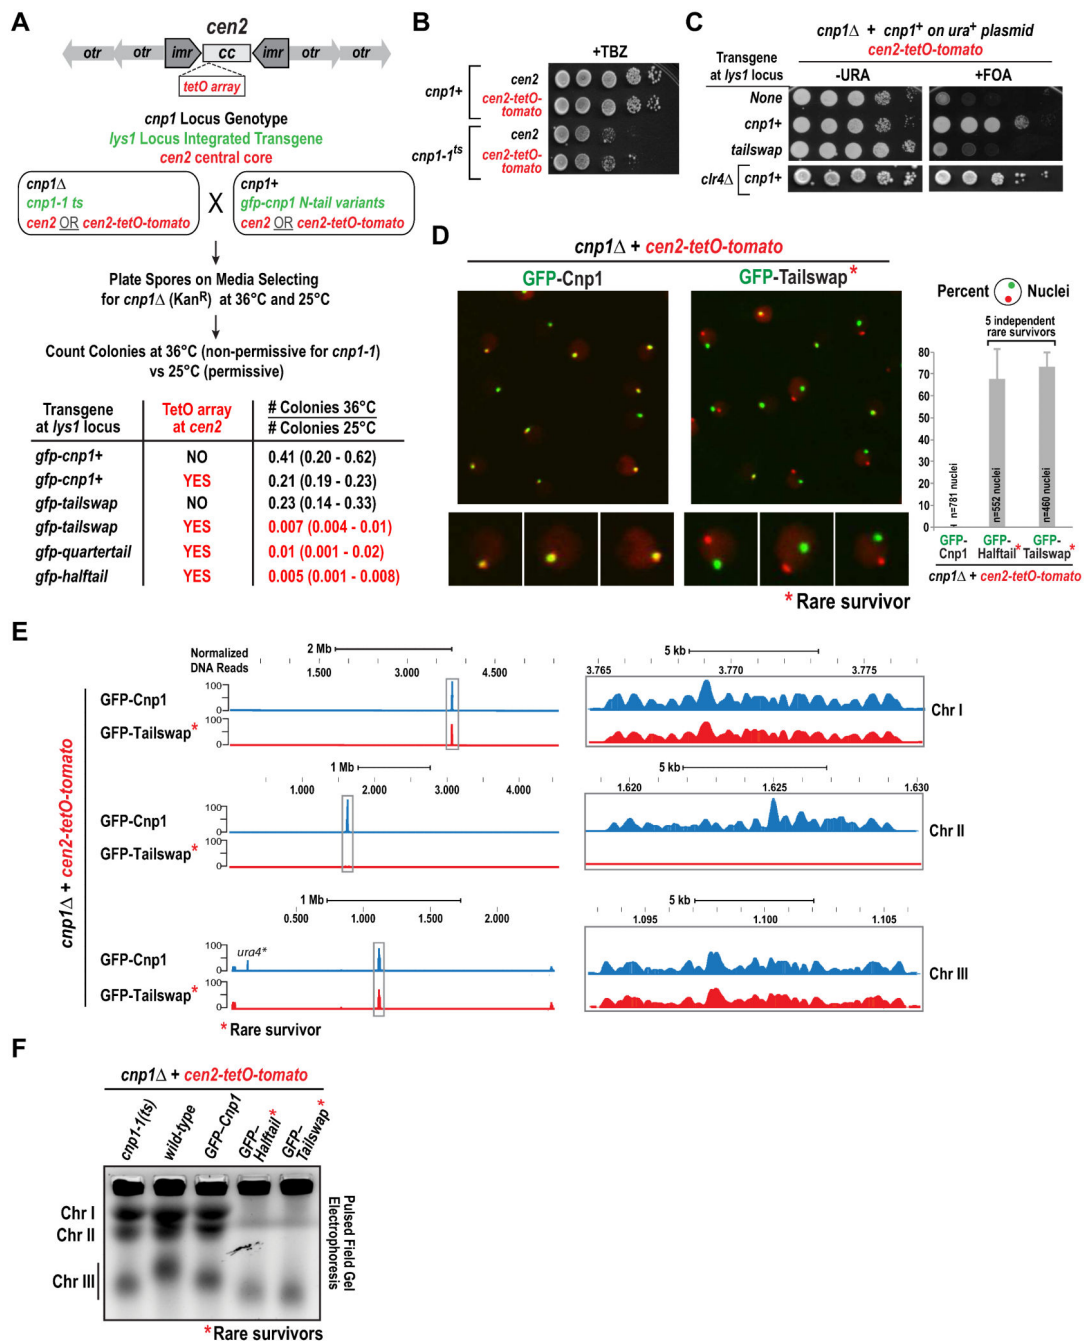 A
cen2
otr otr imr cc imr otr otr
tetO array
cnp1 Locus Genotype
lys1 Locus Integrated Transgene
cen2 central core
cnp1Δ
cnp1-1 ts
cen2 OR cen2-tetO-tomato
X
cnp1+
gfp-cnp1 N-tail variants
cen2 OR cen2-tetO-tomato
Plate Spores on Media Selecting
for cnp1Δ (KanR) at 36°C and 25°C
Count Colonies at 36°C (non-permissive for cnp1-1)
vs 25°C (permissive)
Transgene at lys1 locus
TetO array at cen2
# Colonies 36°C
# Colonies 25°C
gfp-cnp1+ NO 0.41 (0.20 - 0.62)
gfp-cnp1+ YES 0.21 (0.19 - 0.23)
gfp-tailswap NO 0.23 (0.14 - 0.33)
gfp-tailswap YES 0.007 (0.004 - 0.01)
gfp-quartertail YES 0.01 (0.001 - 0.02)
gfp-halftail YES 0.005 (0.001 - 0.008)
B
+TBZ
cnp1+
cen2
cen2-tetO-
tomato
cnp1-1ts
cen2
cen2-tetO-
tomato
C
cnp1Δ + cnp1+ on ura+ plasmid
cen2-tetO-tomato
Transgene
at lys1 locus
-URA +FOA
None
cnp1+
tailswap
clr4Δ cnp1+
D
cnp1Δ + cen2-tetO-tomato
GFP-Cnp1 GFP-Tailswap*
* Rare survivor
Percent Nuclei
5 independent
rare survivors
80
70
60
50
40
30
20
10
0
n=781 nuclei
n=552 nuclei
n=460 nuclei
GFP-
Cnp1
GFP-
Halftail*
GFP-
Tailswap*
cnp1Δ + cen2-tetO-tomato
E
cnp1Δ + cen2-tetO-tomato
Normalized
DNA Reads
2 Mb
1.500 3.000 4.500
5 kb
3.765 3.770 3.775
GFP-Cnp1
100
0
GFP-Tailswap*
100
0
Chr I
1 Mb
1.000 2.000 3.000 4.000
5 kb
1.620 1.625 1.630
GFP-Cnp1
100
0
GFP-Tailswap*
100
0
Chr II
1 Mb
0.500 1.000 1.500 2.000
5 kb
1.095 1.100 1.105
GFP-Cnp1
100
0
ura4*
GFP-Tailswap*
100
0
Chr III
* Rare survivor
F
cnp1Δ + cen2-tetO-tomato
cnp1-1(ts)
wild-type
GFP-Cnp1
GFP-
Halftail*
GFP-
Tailswap*
Chr I
Chr II
Chr III
Pulsed Field Gel
Electrophoresis
* Rare survivors